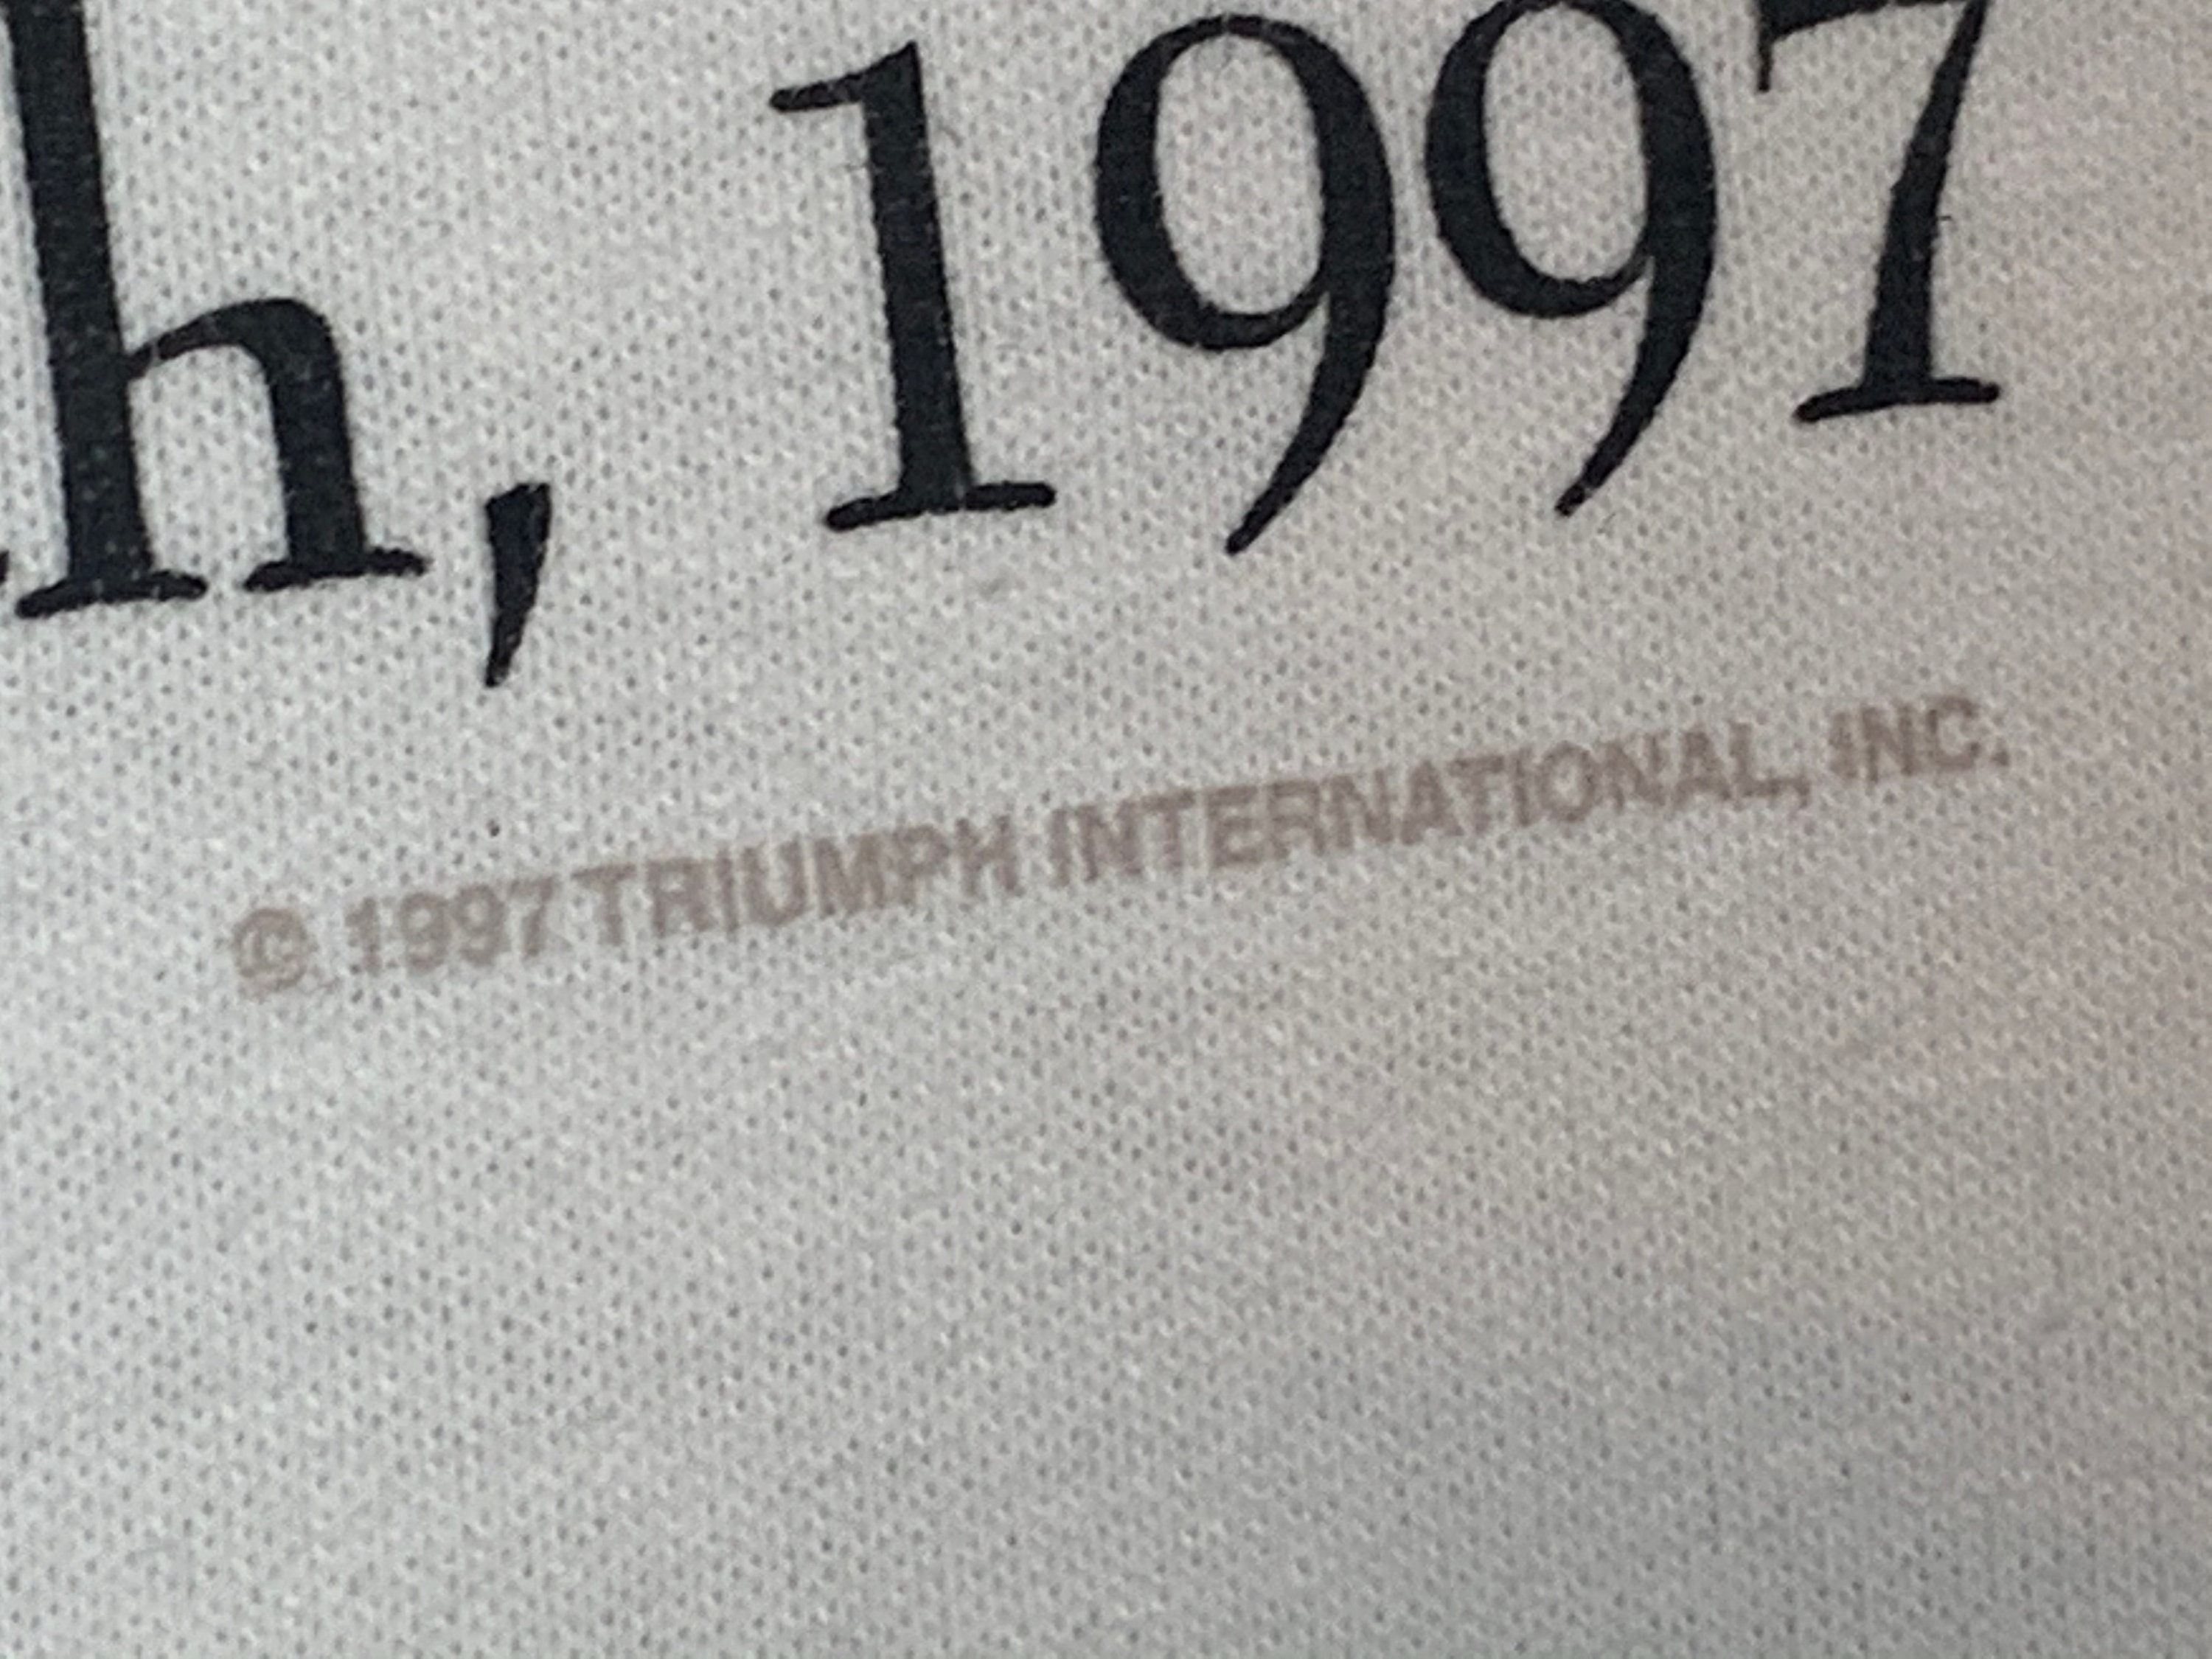 h, 1997
© 1997 TRIUMPH INTERNATIONAL, INC.